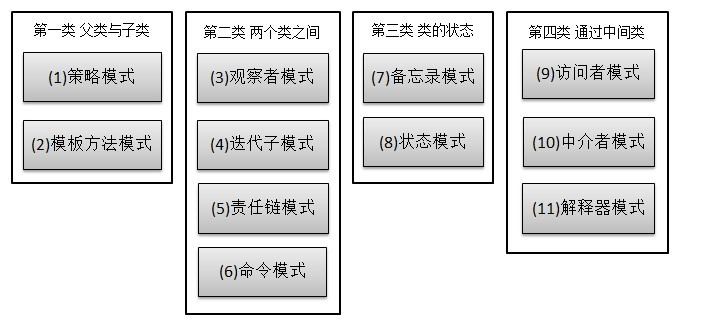 第一类 父类与子类
(1)策略模式
(2)模板方法模式
第二类 两个类之间
(3)观察者模式
(4)迭代子模式
(5)责任链模式
(6)命令模式
第三类 类的状态
(7)备忘录模式
(8)状态模式
第四类 通过中间类
(9)访问者模式
(10)中介者模式
(11)解释器模式